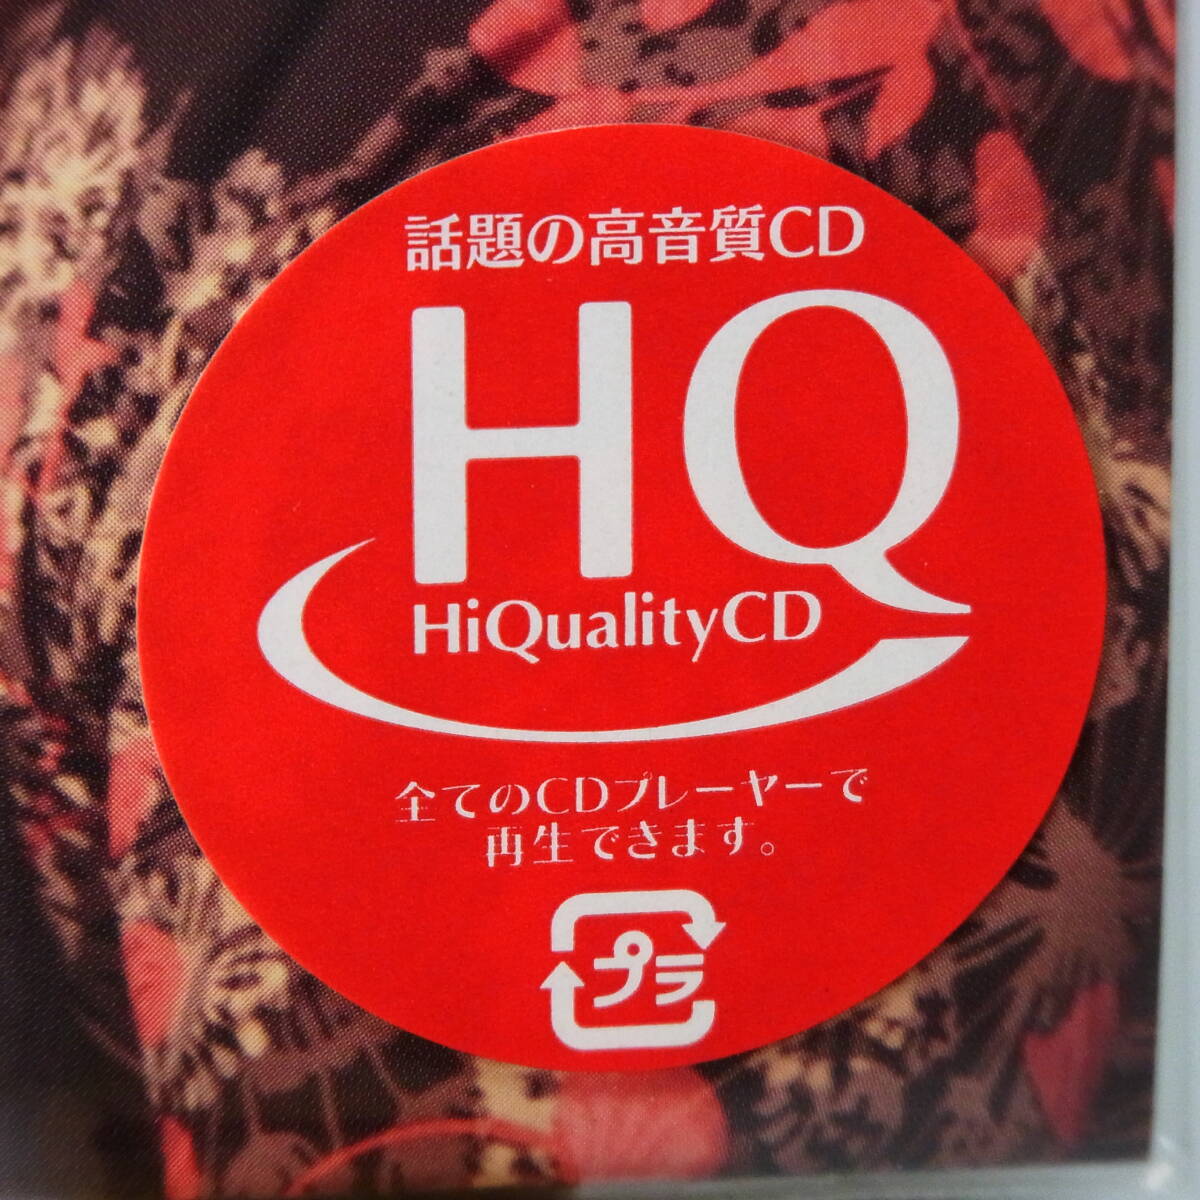 話題の高音質CD
HQ
HiQualityCD
全てのCDプレーヤーで
再生できます。
プラ